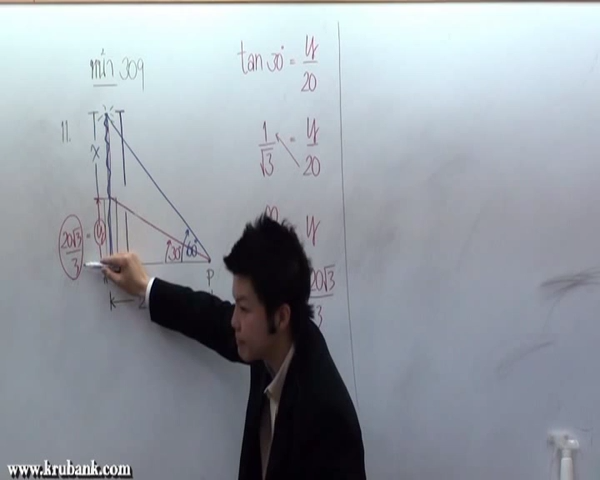 หน้า 309
11.
T T
x
20√3/3 = y
30° 60°
P
tan 30° = y/20
1/√3 = y/20
= y
20√3
www.krubank.com